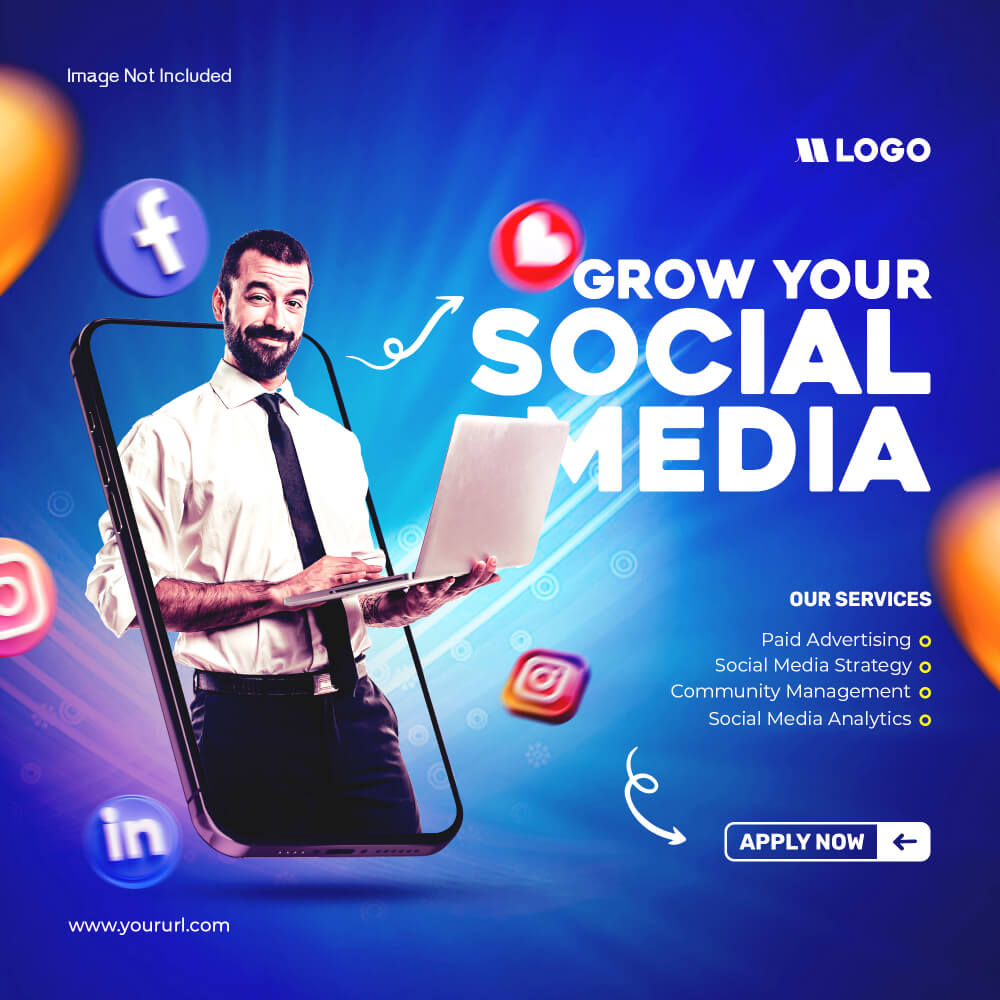 Image Not Included
LOGO
GROW YOUR
SOCIAL
MEDIA
OUR SERVICES
Paid Advertising
Social Media Strategy
Community Management
Social Media Analytics
APPLY NOW
in
www.yoururl.com